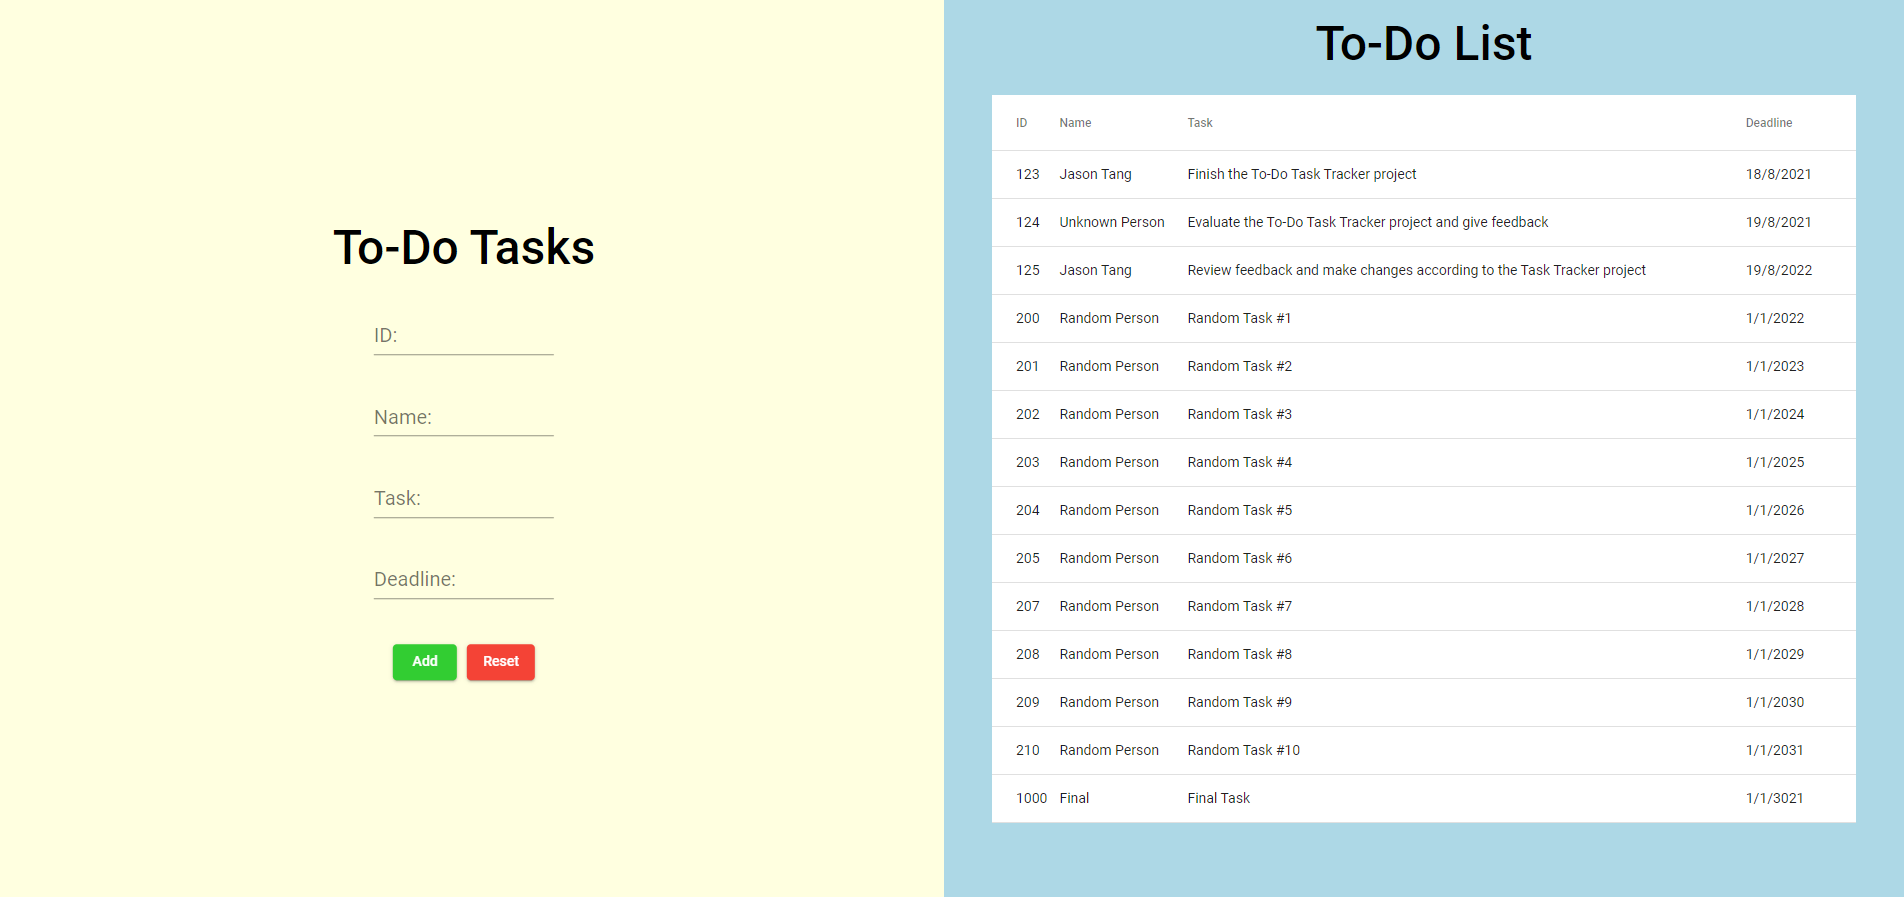 To-Do Tasks
ID:
Name:
Task:
Deadline:
Add Reset
To-Do List
ID Name Task Deadline
123 Jason Tang Finish the To-Do Task Tracker project 18/8/2021
124 Unknown Person Evaluate the To-Do Task Tracker project and give feedback 19/8/2021
125 Jason Tang Review feedback and make changes according to the Task Tracker project 19/8/2022
200 Random Person Random Task #1 1/1/2022
201 Random Person Random Task #2 1/1/2023
202 Random Person Random Task #3 1/1/2024
203 Random Person Random Task #4 1/1/2025
204 Random Person Random Task #5 1/1/2026
205 Random Person Random Task #6 1/1/2027
207 Random Person Random Task #7 1/1/2028
208 Random Person Random Task #8 1/1/2029
209 Random Person Random Task #9 1/1/2030
210 Random Person Random Task #10 1/1/2031
1000 Final Final Task 1/1/3021